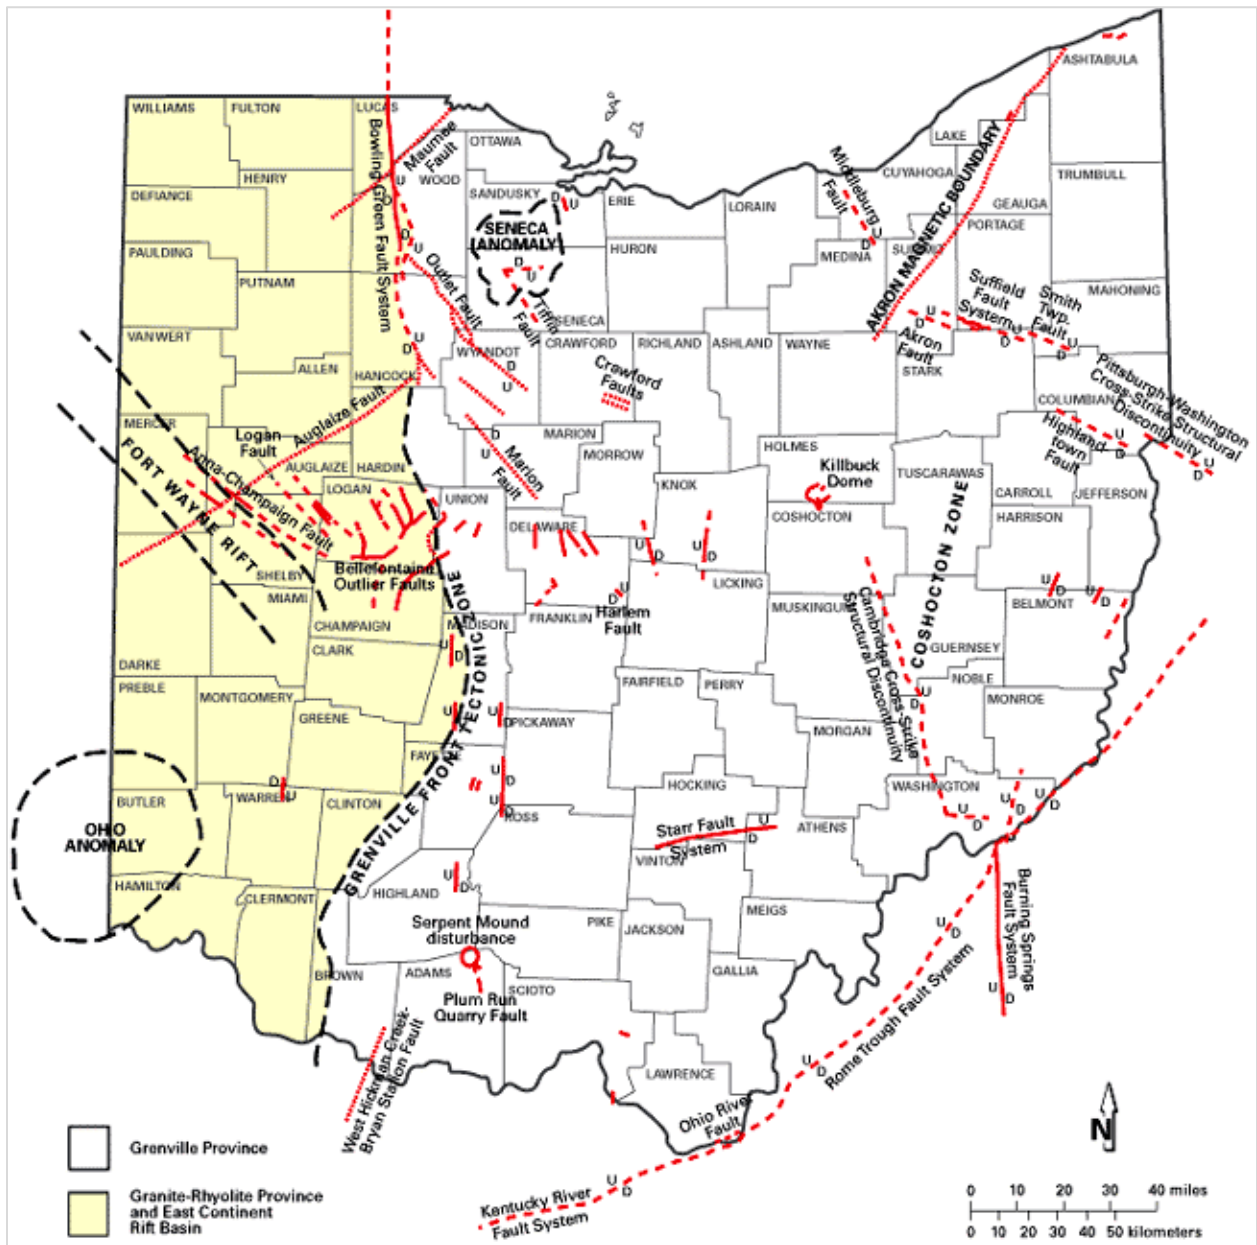 ASHTABULA
WILLIAMS
FULTON
LUCAS
Maumee
Fault
OTTAWA
LAKE
Middleburg
Fault
CUYAHOGA
TRUMBULL
HENRY
WOOD
DEFIANCE
SANDUSKY
D U
ERIE
LORAIN
GEAUGA
PORTAGE
Bowling Green Fault System
U
D
SENECA
ANOMALY
HURON
MEDINA
D U
SUMMIT
AKRON MAGNETIC BOUNDARY
PAULDING
D U
PUTNAM
Outlet Fault
D
U
Tiffin
Fault
SENECA
Suffield
Fault
System
Smith
Twp.
Fault
MAHONING
U
D
Akron
Fault
U
D
U
D
VANWERT
U
D
WYANDOT
CRAWFORD
RICHLAND
ASHLAND
WAYNE
STARK
ALLEN
HANCOCK
D
U
Crawford
Faults
Pittsburgh-Washington
Cross-Strike Structural
Discontinuity
COLUMBIANA
MERCER
Logan
Fault
Auglaize Fault
D
U
Marion
Fault
MARION
MORROW
HOLMES
Highland-
town
Fault
U
D
U
D
FORT WAYNE RIFT
Anna-Champaign Fault
AUGLAIZE
HARDIN
LOGAN
UNION
KNOX
Killbuck
Dome
TUSCARAWAS
CARROLL
JEFFERSON
DELAWARE
COSHOCTON
HARRISON
SHELBY
Bellefontaine
Outlier Faults
U
D
U
D
LICKING
MIAMI
U
D
Harlem
Fault
MUSKINGUM
COSHOCTON ZONE
U
D
U
D
BELMONT
CHAMPAIGN
MADISON
FRANKLIN
Cambridge Cross-Strike
Structural Discontinuity
GUERNSEY
DARKE
CLARK
U
D
PREBLE
MONTGOMERY
FAIRFIELD
PERRY
NOBLE
U
D
MONROE
GREENE
U
D
U
D
PICKAWAY
MORGAN
GRENVILLE FRONT TECTONIC ZONE
FAYETTE
HOCKING
WASHINGTON
D
U
U
D
U
D
BUTLER
WARREN
CLINTON
ROSS
ATHENS
U
D
U
D
U
D
OHIO
ANOMALY
Starr Fault
System
U
D
VINTON
HAMILTON
CLERMONT
HIGHLAND
U
D
Burning Springs
Fault System
Serpent Mound
disturbance
PIKE
JACKSON
MEIGS
U
D
BROWN
ADAMS
SCIOTO
GALLIA
Plum Run
Quarry Fault
U
D
Rome Trough Fault System
West Hickman Creek-
Bryan Station Fault
U
D
LAWRENCE
Ohio River
Fault
N
Grenville Province
Granite-Rhyolite Province
and East Continent
Rift Basin
U
D
Kentucky River
Fault System
0 10 20 30 40 miles
0 10 20 30 40 50 kilometers